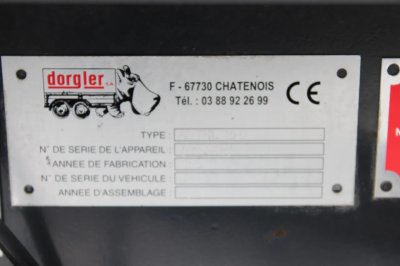 dorgler s.a.
F - 67730 CHATENOIS
Tél. : 03 88 92 26 99
CE
TYPE
N° DE SERIE DE L'APPAREIL
ANNEE DE FABRICATION
N° DE SERIE DU VEHICULE
ANNEE D'ASSEMBLAGE